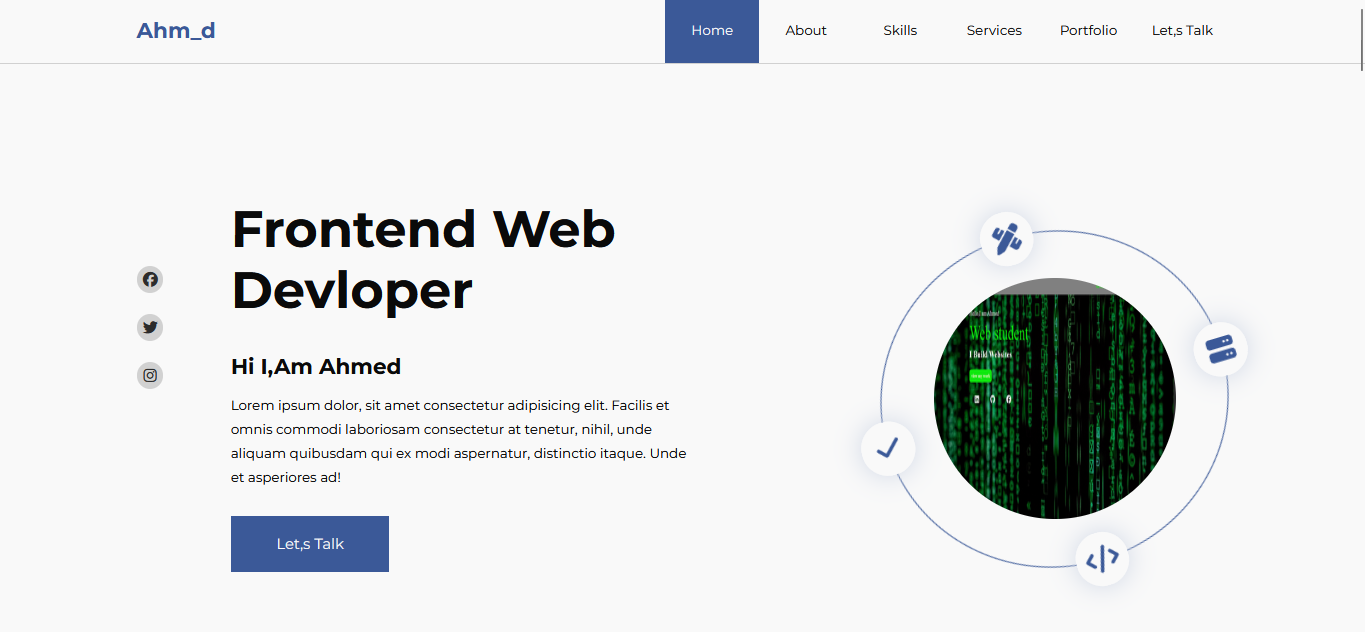 Ahm_d
Home About Skills Services Portfolio Let,s Talk
Frontend Web
Devloper
Hi I,Am Ahmed
Lorem ipsum dolor, sit amet consectetur adipisicing elit. Facilis et
omnis commodi laboriosam consectetur at tenetur, nihil, unde
aliquam quibusdam qui ex modi aspernatur, distinctio itaque. Unde
et asperiores ad!
Let,s Talk
Web student
I Build Websites